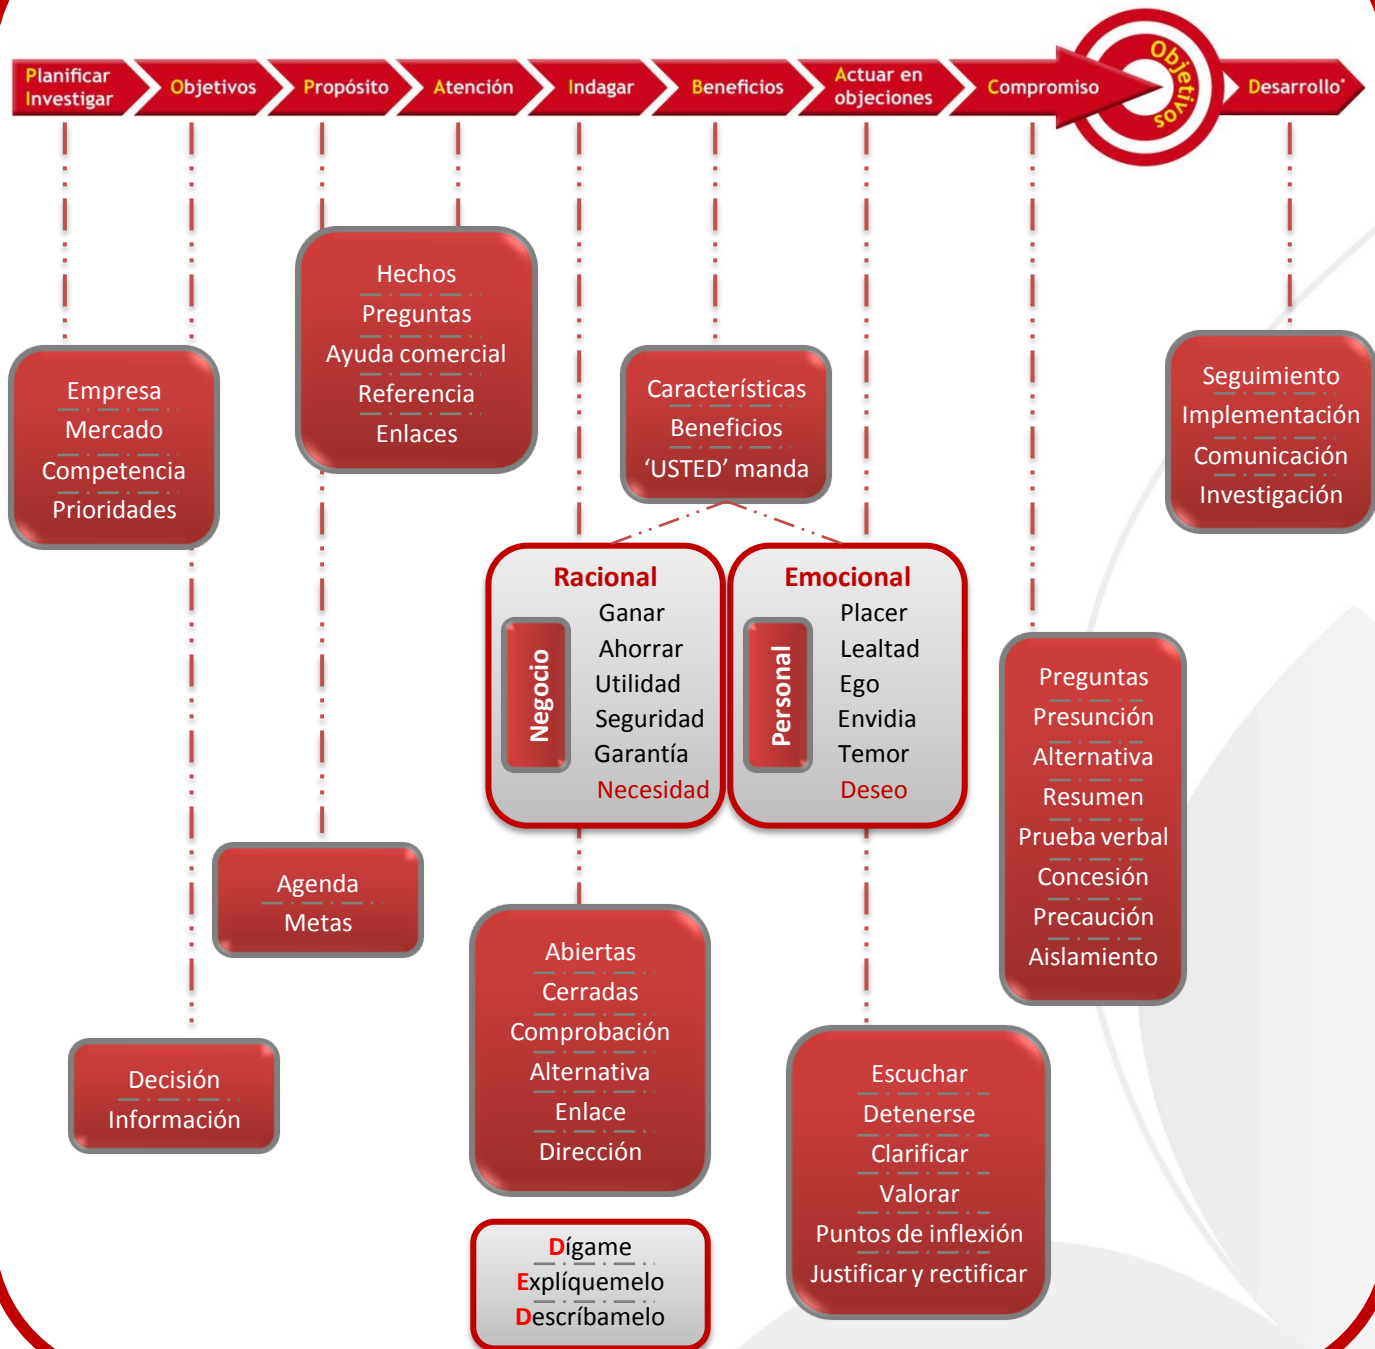 Planificar
Investigar
Objetivos
Propósito
Atención
Indagar
Beneficios
Actuar en
objeciones
Compromiso
Objetivos
Desarrollo*
Hechos
Preguntas
Ayuda comercial
Referencia
Enlaces
Empresa
Mercado
Competencia
Prioridades
Características
Beneficios
‘USTED’ manda
Seguimiento
Implementación
Comunicación
Investigación
Racional
Negocio
Ganar
Ahorrar
Utilidad
Seguridad
Garantía
Necesidad
Emocional
Personal
Placer
Lealtad
Ego
Envidia
Temor
Deseo
Preguntas
Presunción
Alternativa
Resumen
Prueba verbal
Concesión
Precaución
Aislamiento
Agenda
Metas
Abiertas
Cerradas
Comprobación
Alternativa
Enlace
Dirección
Decisión
Información
Escuchar
Detenerse
Clarificar
Valorar
Puntos de inflexión
Justificar y rectificar
Dígame
Explíquemelo
Descríbamelo